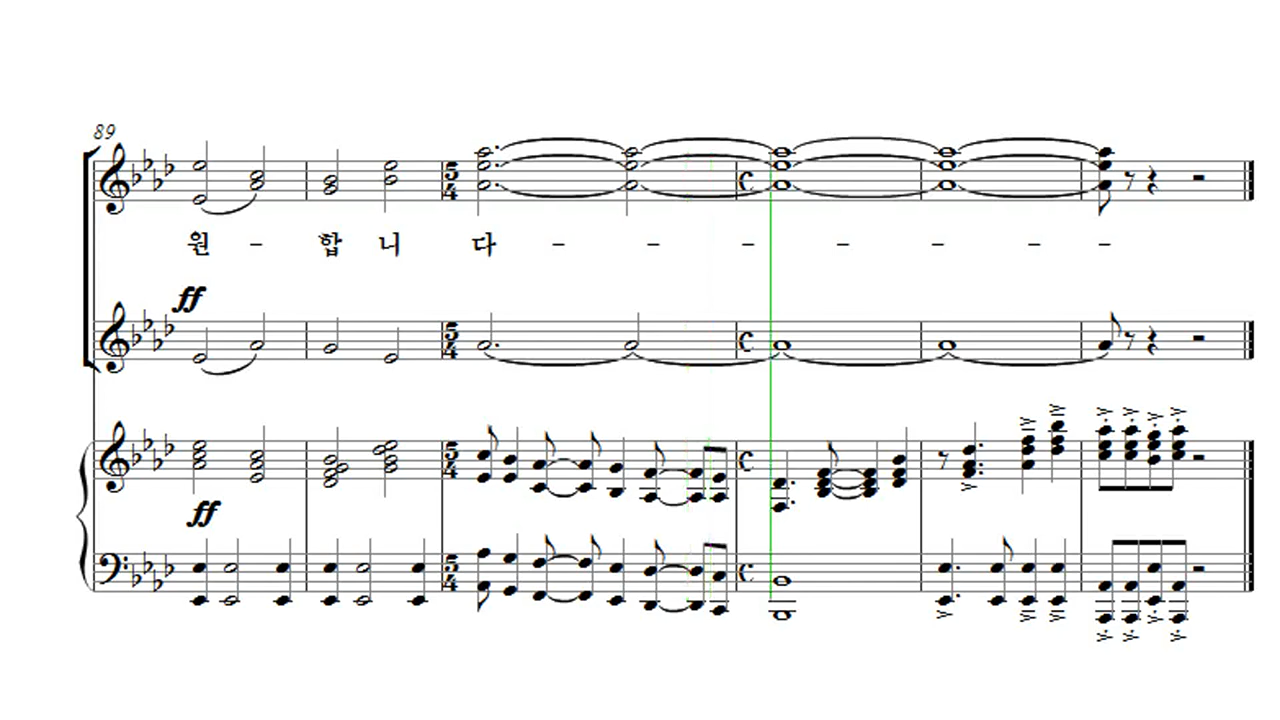 89
원 - 합 니 다 - - - - - - -
ff
ff